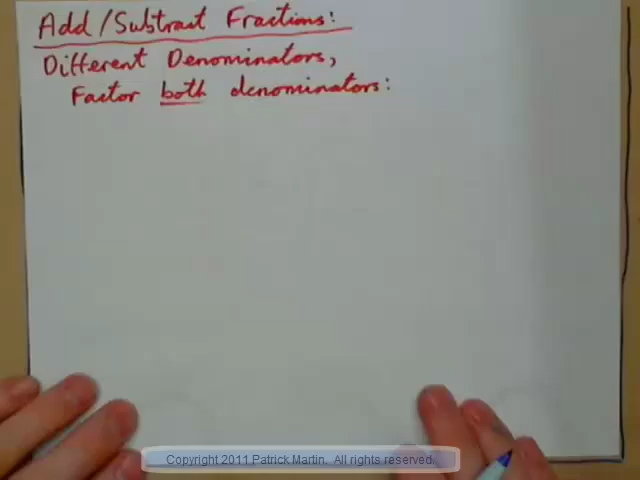 Add/Subtract Fractions:
Different Denominators,
Factor both denominators:
Copyright 2011 Patrick Martin. All rights reserved.